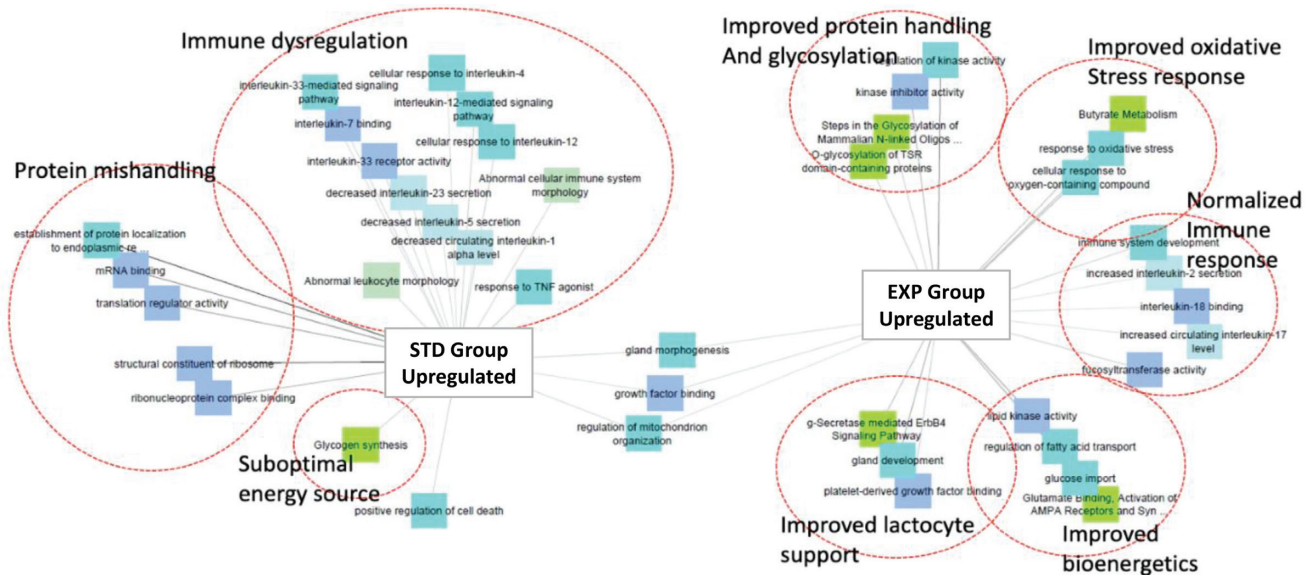 Immune dysregulation
cellular response to interleukin-4
interleukin-33-mediated signaling
pathway
interleukin-12-mediated signaling
pathway
interleukin-7 binding
cellular response to interleukin-12
interleukin-33 receptor activity
Abnormal cellular immune system
morphology
decreased interleukin-23 secretion
decreased interleukin-5 secretion
decreased circulating interleukin-1
alpha level
Abnormal leukocyte morphology
response to TNF agonist
Protein mishandling
establishment of protein localization
to endoplasmic-re ...
mRNA binding
translation regulator activity
structural constituent of ribosome
ribonucleoprotein complex binding
STD Group
Upregulated
Glycogen synthesis
Suboptimal
energy source
positive regulation of cell death
gland morphogenesis
growth factor binding
regulation of mitochondrion
organization
Improved protein handling
And glycosylation
regulation of kinase activity
kinase inhibitor activity
Steps in the Glycosylation of
Mammalian N-linked Oligos ...
O-glycosylation of TSR
domain-containing proteins
Improved oxidative
Stress response
Butyrate Metabolism
response to oxidative stress
cellular response to
oxygen-containing compound
Normalized
Immune
response
immune system development
increased interleukin-2 secretion
interleukin-18 binding
increased circulating interleukin-17
level
fucosyltransferase activity
EXP Group
Upregulated
g-Secretase mediated ErbB4
Signaling Pathway
gland development
platelet-derived growth factor binding
Improved lactocyte
support
lipid kinase activity
regulation of fatty acid transport
glucose import
Glutamate Binding, Activation of
AMPA Receptors and Syn ...
Improved
bioenergetics